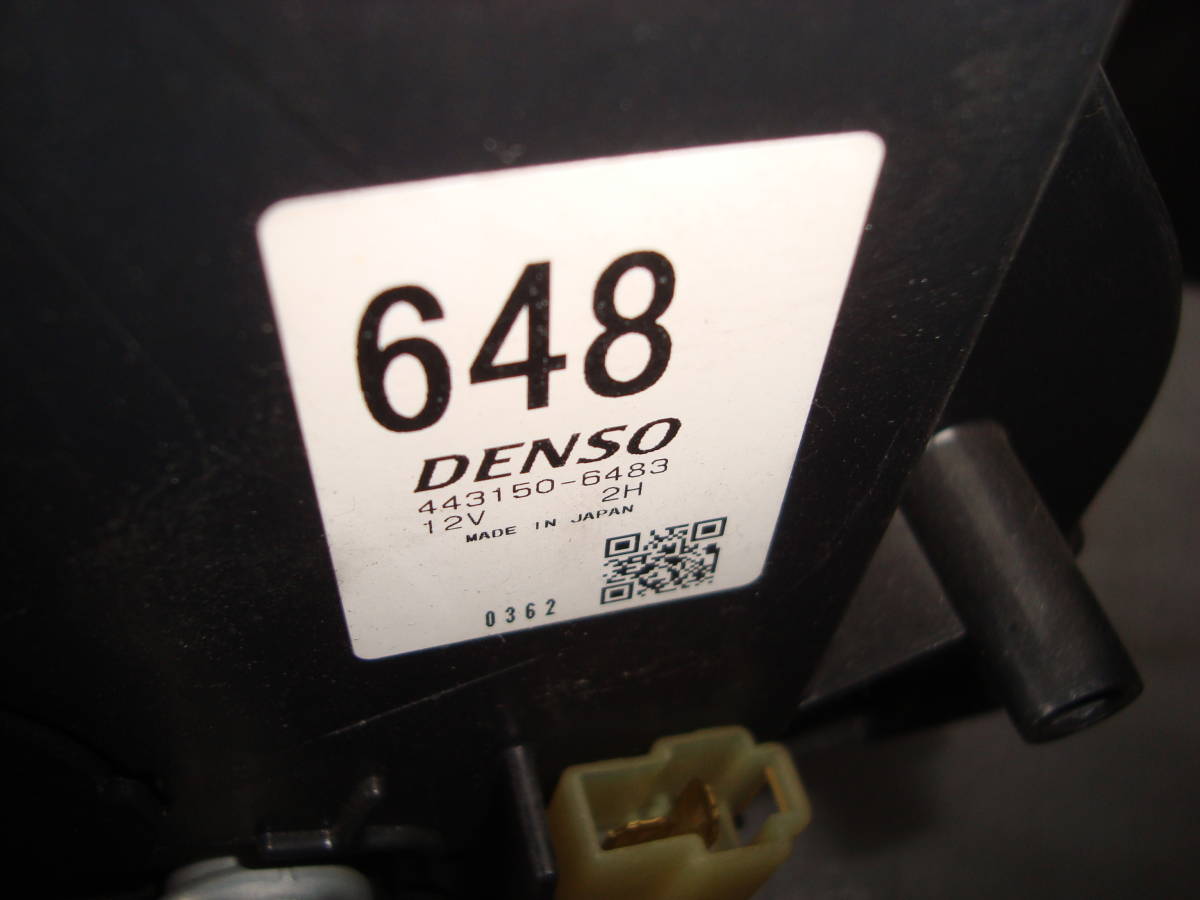 648
DENSO
443150-6483
12V 2H
MADE IN JAPAN
0362